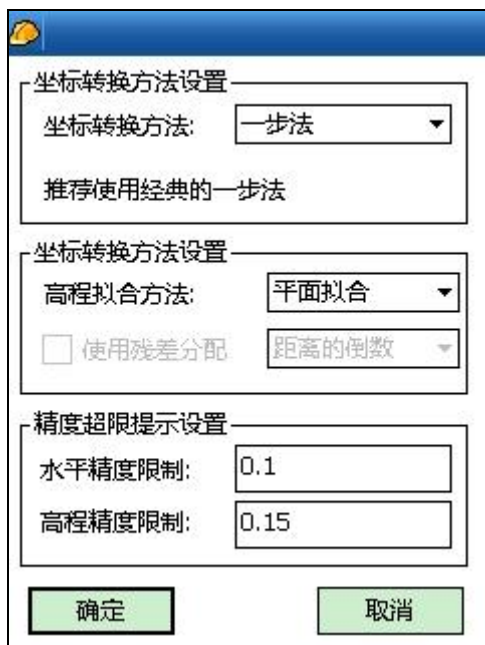 坐标转换方法设置
坐标转换方法: 一步法
推荐使用经典的一步法
坐标转换方法设置
高程拟合方法: 平面拟合
使用残差分配 距离的倒数
精度超限提示设置
水平精度限制: 0.1
高程精度限制: 0.15
确定 取消